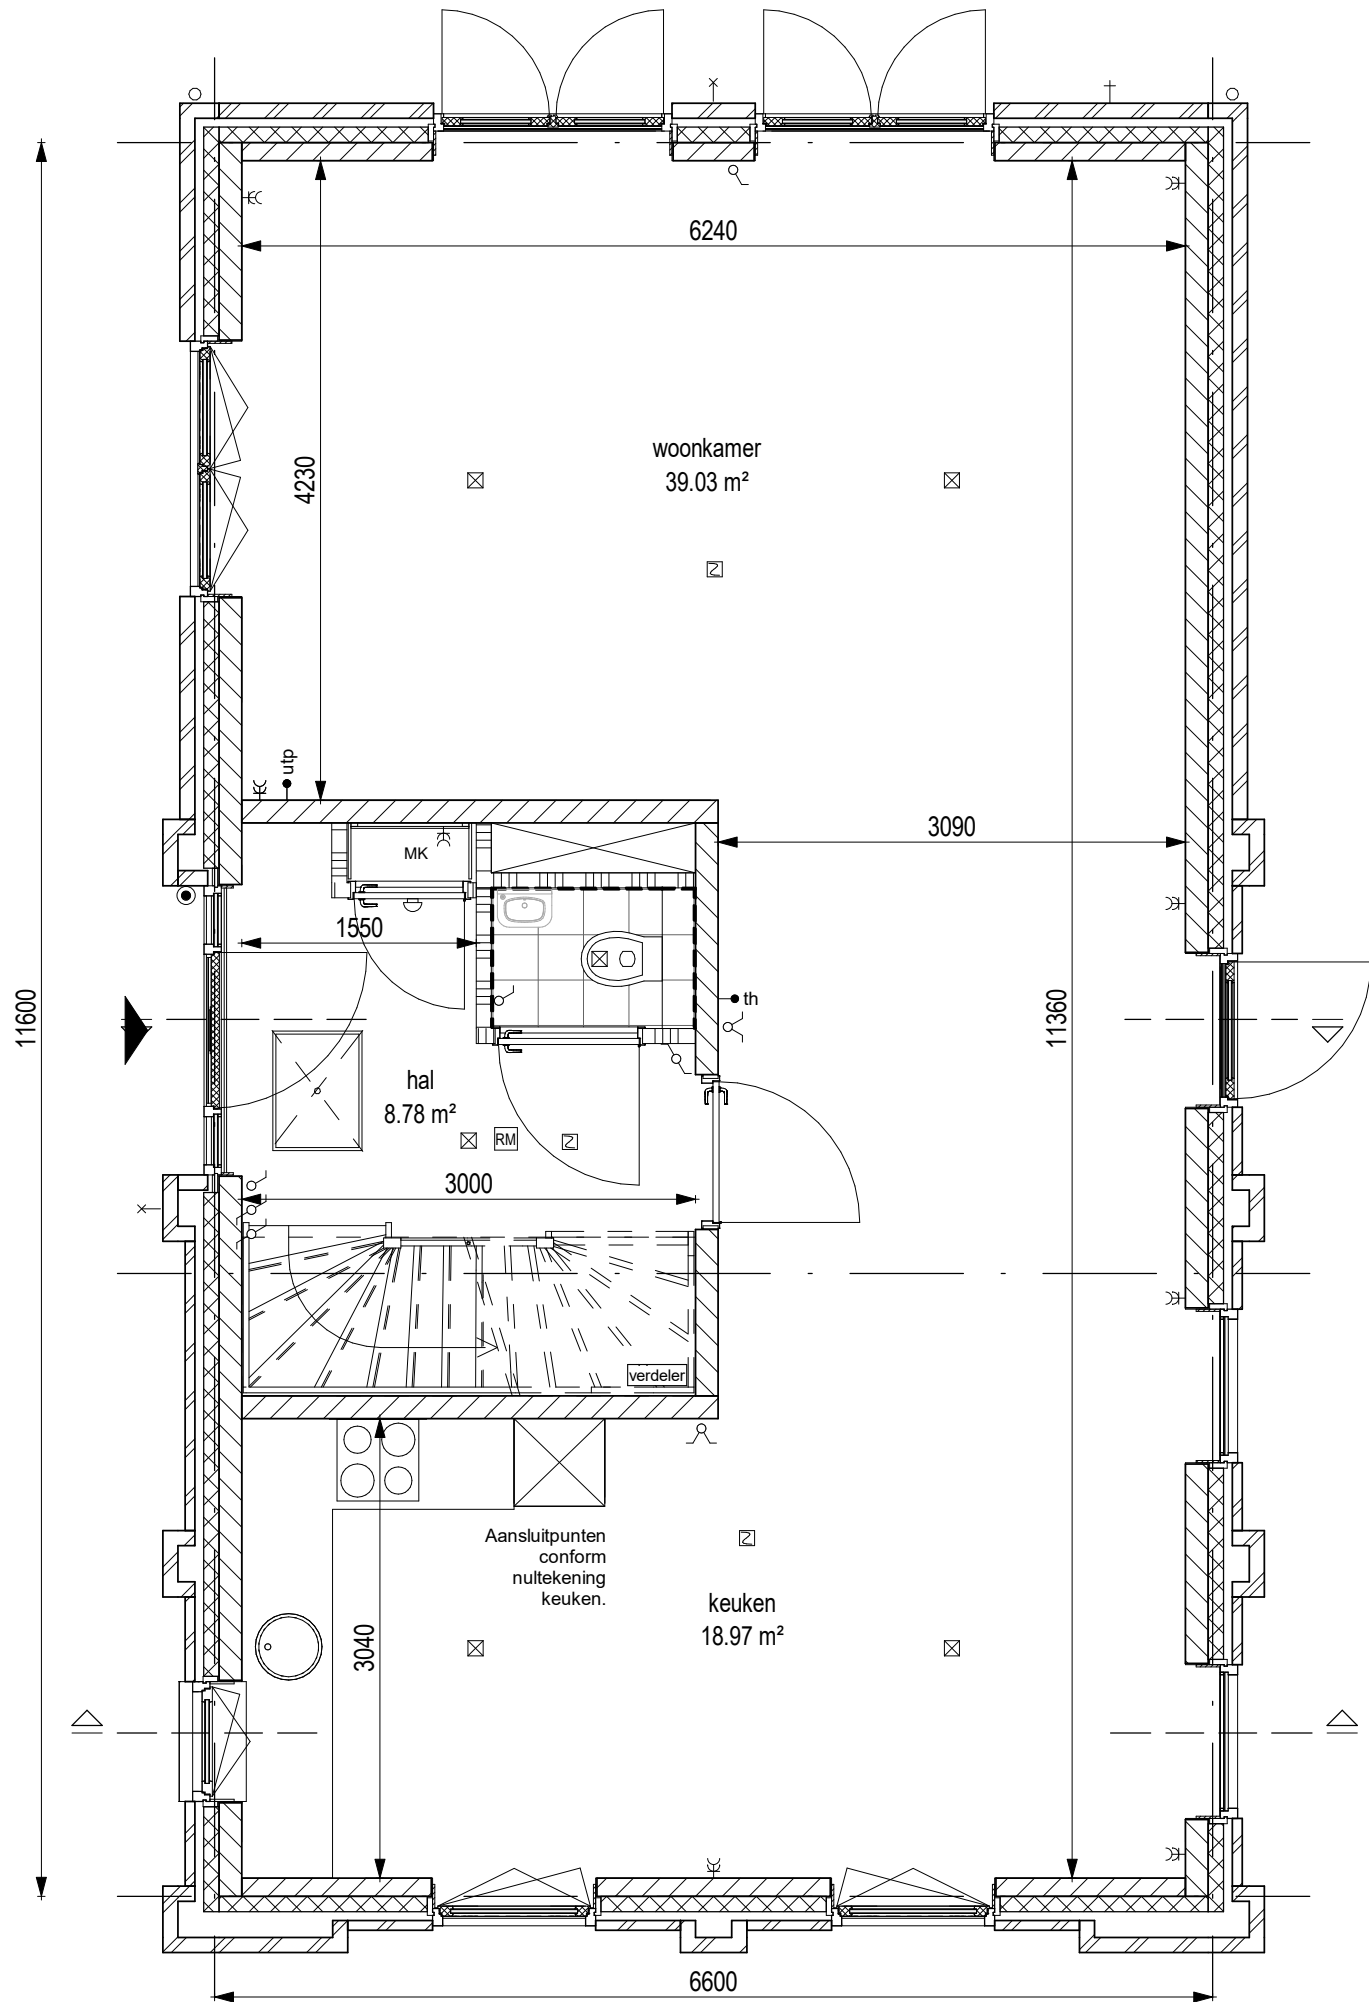 6240
woonkamer
39.03 m²
4230
utp
3090
MK
1550
th
11600
11360
hal
8.78 m²
RM
3000
verdeler
Aansluitpunten
conform
nultekening
keuken.
keuken
18.97 m²
3040
6600